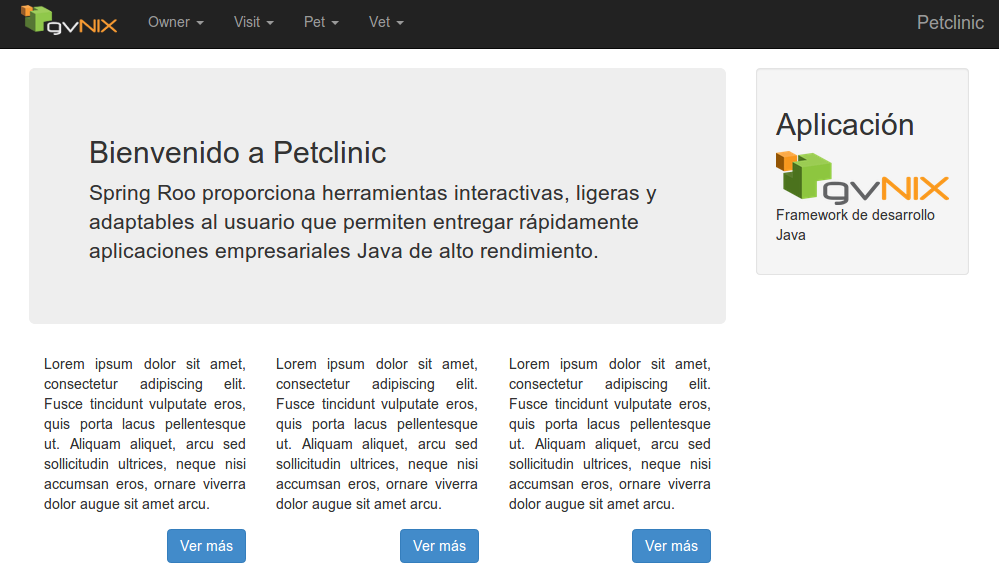 gvNIX Owner Visit Pet Vet Petclinic
Bienvenido a Petclinic
Spring Roo proporciona herramientas interactivas, ligeras y
adaptables al usuario que permiten entregar rápidamente
aplicaciones empresariales Java de alto rendimiento.
Aplicación
gvNIX
Framework de desarrollo
Java
Lorem ipsum dolor sit amet,
consectetur adipiscing elit.
Fusce tincidunt vulputate eros,
quis porta lacus pellentesque
ut. Aliquam aliquet, arcu sed
sollicitudin ultrices, neque nisi
accumsan eros, ornare viverra
dolor augue sit amet arcu.
Ver más
Lorem ipsum dolor sit amet,
consectetur adipiscing elit.
Fusce tincidunt vulputate eros,
quis porta lacus pellentesque
ut. Aliquam aliquet, arcu sed
sollicitudin ultrices, neque nisi
accumsan eros, ornare viverra
dolor augue sit amet arcu.
Ver más
Lorem ipsum dolor sit amet,
consectetur adipiscing elit.
Fusce tincidunt vulputate eros,
quis porta lacus pellentesque
ut. Aliquam aliquet, arcu sed
sollicitudin ultrices, neque nisi
accumsan eros, ornare viverra
dolor augue sit amet arcu.
Ver más